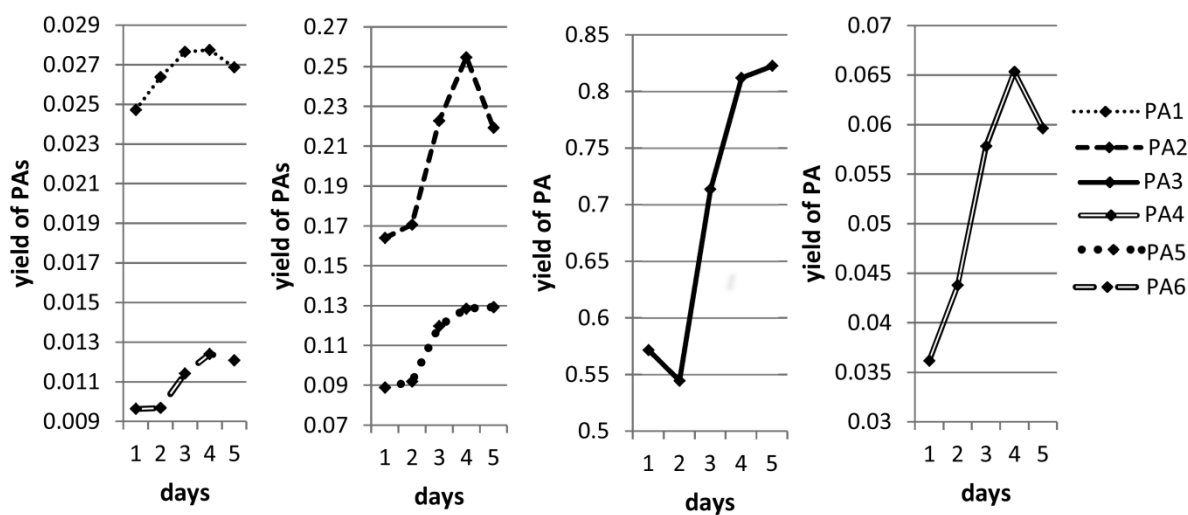 yield of PAs
0.029
0.027
0.025
0.023
0.021
0.019
0.017
0.015
0.013
0.011
0.009
1 2 3 4 5
days
yield of PAs
0.27
0.25
0.23
0.21
0.19
0.17
0.15
0.13
0.11
0.09
0.07
1 2 3 4 5
days
yield of PA
0.85
0.8
0.75
0.7
0.65
0.6
0.55
0.5
1 2 3 4 5
days
yield of PA
0.07
0.065
0.06
0.055
0.05
0.045
0.04
0.035
0.03
1 2 3 4 5
days
PA1
PA2
PA3
PA4
PA5
PA6